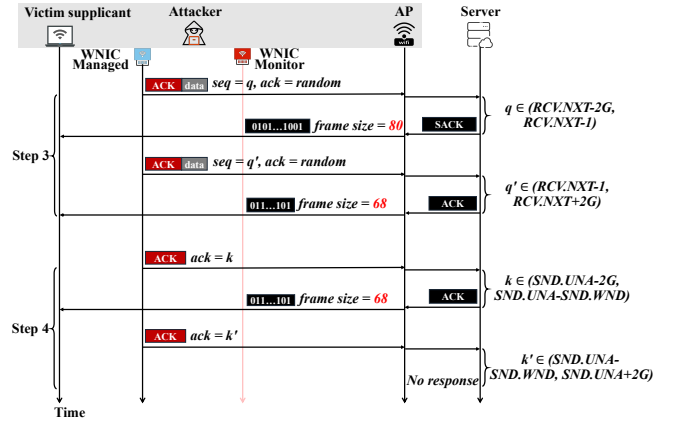 Victim supplicant
Attacker
AP
Server
wifi
WNIC
Managed
WNIC
Monitor
ACK data seq = q, ack = random
0101...1001 frame size = 80
SACK
q ∈ (RCV.NXT-2G,
RCV.NXT-1)
Step 3
ACK data seq = q', ack = random
011...101 frame size = 68
ACK
q' ∈ (RCV.NXT-1,
RCV.NXT+2G)
ACK ack = k
011...101 frame size = 68
ACK
k ∈ (SND.UNA-2G,
SND.UNA-SND.WND)
Step 4
ACK ack = k'
No response
k' ∈ (SND.UNA-
SND.WND, SND.UNA+2G)
Time